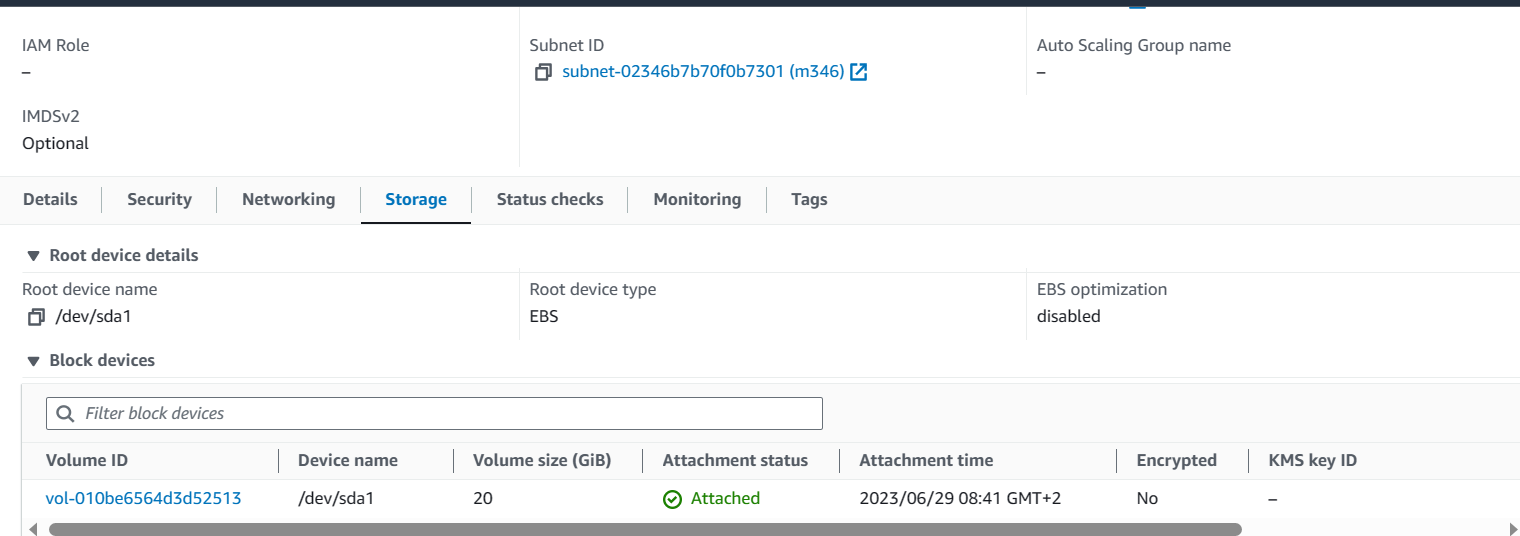 IAM Role
–
Subnet ID
subnet-02346b7b70f0b7301 (m346)
Auto Scaling Group name
–
IMDSv2
Optional
Details Security Networking Storage Status checks Monitoring Tags
Root device details
Root device name
/dev/sda1
Root device type
EBS
EBS optimization
disabled
Block devices
Filter block devices
Volume ID Device name Volume size (GiB) Attachment status Attachment time Encrypted KMS key ID
vol-010be6564d3d52513 /dev/sda1 20 Attached 2023/06/29 08:41 GMT+2 No –